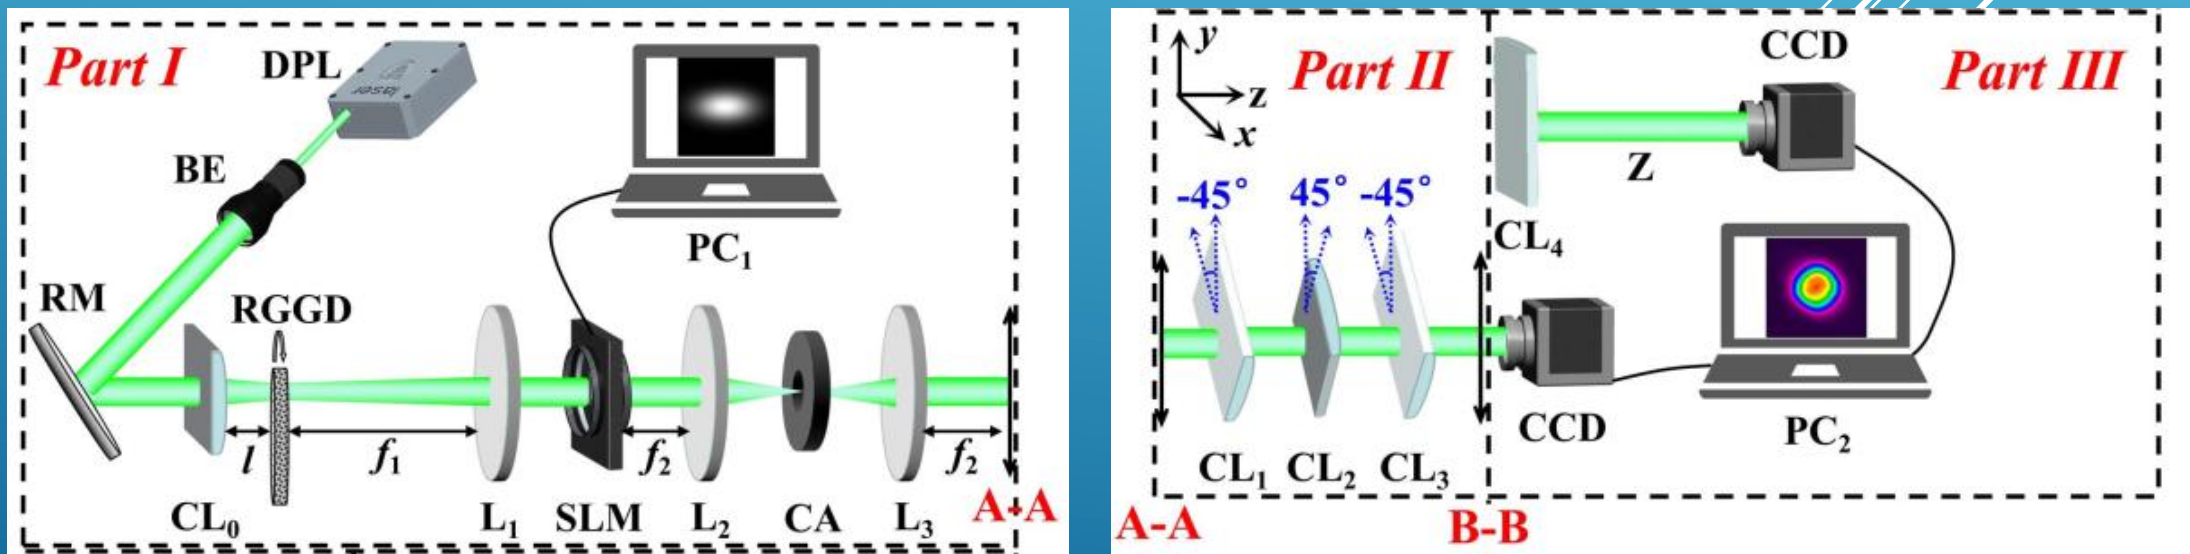 Part I
DPL
BE
RM
RGGD
PC₁
l
f₁
f₂
f₂
CL₀
L₁
SLM
L₂
CA
L₃
A-A
y
z
x
Part II
-45°
45°
-45°
CL₁
CL₂
CL₃
A-A
B-B
CCD
Part III
Z
CL₄
CCD
PC₂